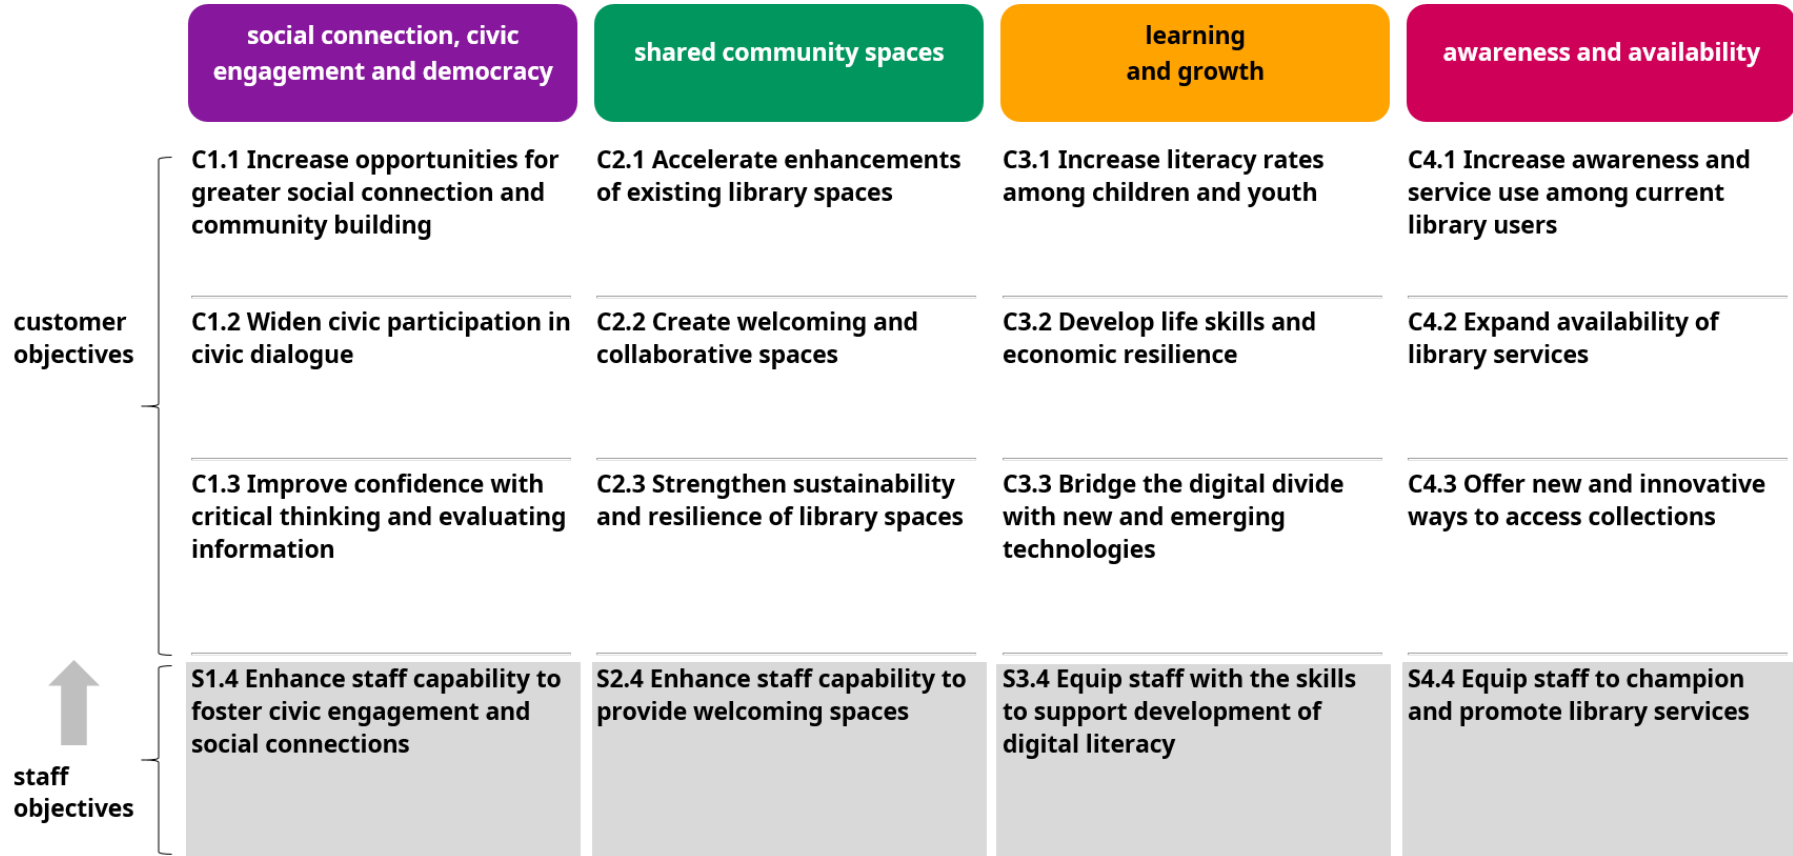 social connection, civic
engagement and democracy
shared community spaces
learning
and growth
awareness and availability
customer
objectives
C1.1 Increase opportunities for
greater social connection and
community building
C2.1 Accelerate enhancements
of existing library spaces
C3.1 Increase literacy rates
among children and youth
C4.1 Increase awareness and
service use among current
library users
C1.2 Widen civic participation in
civic dialogue
C2.2 Create welcoming and
collaborative spaces
C3.2 Develop life skills and
economic resilience
C4.2 Expand availability of
library services
C1.3 Improve confidence with
critical thinking and evaluating
information
C2.3 Strengthen sustainability
and resilience of library spaces
C3.3 Bridge the digital divide
with new and emerging
technologies
C4.3 Offer new and innovative
ways to access collections
staff
objectives
S1.4 Enhance staff capability to
foster civic engagement and
social connections
S2.4 Enhance staff capability to
provide welcoming spaces
S3.4 Equip staff with the skills
to support development of
digital literacy
S4.4 Equip staff to champion
and promote library services